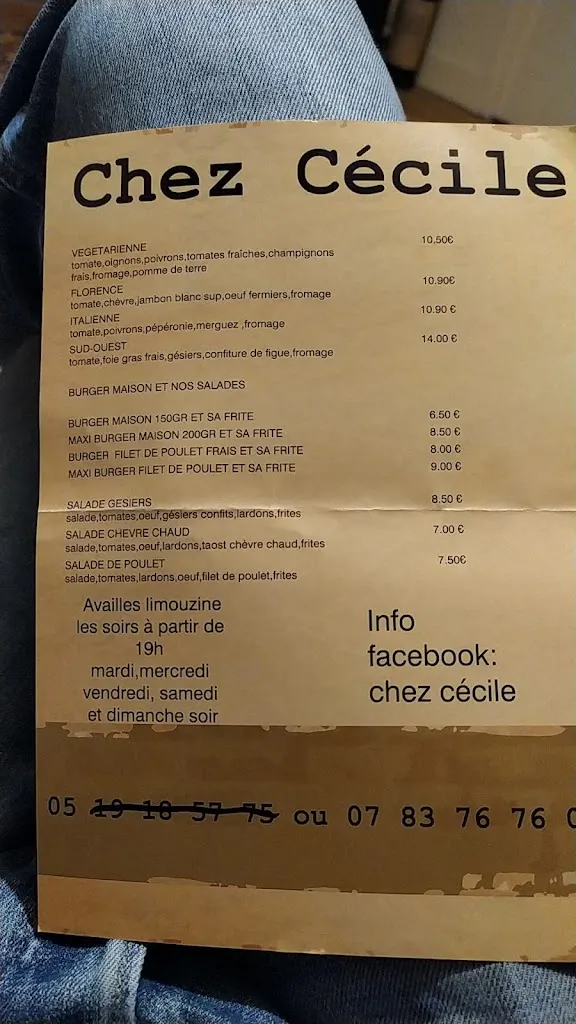 Chez Cécile
VEGETARIENNE 10,50€
tomate,oignons,poivrons,tomates fraîches,champignons
frais,fromage,pomme de terre
FLORENCE 10.90€
tomate,chèvre,jambon blanc sup,oeuf fermiers,fromage
ITALIENNE 10.90 €
tomate,poivrons,pépéronie,merguez ,fromage
SUD-OUEST 14.00 €
tomate,foie gras frais,gésiers,confiture de figue,fromage
BURGER MAISON ET NOS SALADES
BURGER MAISON 150GR ET SA FRITE 6.50 €
MAXI BURGER MAISON 200GR ET SA FRITE 8.50 €
BURGER FILET DE POULET FRAIS ET SA FRITE 8.00 €
MAXI BURGER FILET DE POULET ET SA FRITE 9.00 €
SALADE GESIERS 8.50 €
salade,tomates,oeuf,gésiers confits,lardons,frites
SALADE CHEVRE CHAUD 7.00 €
salade,tomates,oeuf,lardons,taost chèvre chaud,frites
SALADE DE POULET 7.50€
salade,tomates,lardons,oeuf,filet de poulet,frites
Availles limouzine
les soirs à partir de
19h
mardi,mercredi
vendredi, samedi
et dimanche soir
Info
facebook:
chez cécile
05 19 18 57 75 ou 07 83 76 76